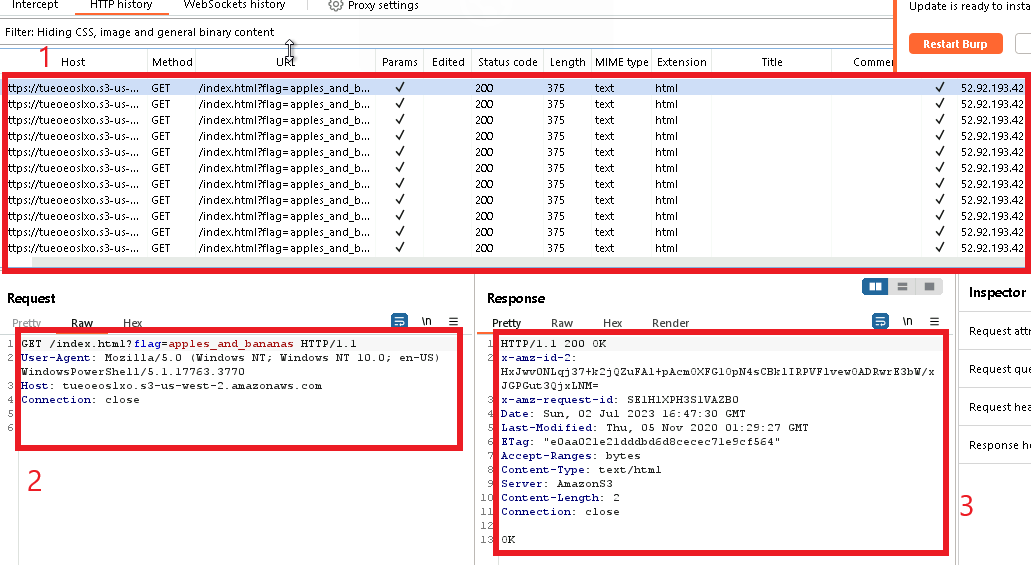 Intercept HTTP history WebSockets history Proxy settings
Update is ready to insta
Filter: Hiding CSS, image and general binary content
Restart Burp
1
Host Method URL Params Edited Status code Length MIME type Extension Title Commen
ttps://tueoeoslxo.s3-us-... GET /index.html?flag=apples_and_b... ✓ 200 375 text html ✓ 52.92.193.42
ttps://tueoeoslxo.s3-us-... GET /index.html?flag=apples_and_b... ✓ 200 375 text html ✓ 52.92.193.42
ttps://tueoeoslxo.s3-us-... GET /index.html?flag=apples_and_b... ✓ 200 375 text html ✓ 52.92.193.42
ttps://tueoeoslxo.s3-us-... GET /index.html?flag=apples_and_b... ✓ 200 375 text html ✓ 52.92.193.42
ttps://tueoeoslxo.s3-us-... GET /index.html?flag=apples_and_b... ✓ 200 375 text html ✓ 52.92.193.42
ttps://tueoeoslxo.s3-us-... GET /index.html?flag=apples_and_b... ✓ 200 375 text html ✓ 52.92.193.42
ttps://tueoeoslxo.s3-us-... GET /index.html?flag=apples_and_b... ✓ 200 375 text html ✓ 52.92.193.42
ttps://tueoeoslxo.s3-us-... GET /index.html?flag=apples_and_b... ✓ 200 375 text html ✓ 52.92.193.42
ttps://tueoeoslxo.s3-us-... GET /index.html?flag=apples_and_b... ✓ 200 375 text html ✓ 52.92.193.42
ttps://tueoeoslxo.s3-us-... GET /index.html?flag=apples_and_b... ✓ 200 375 text html ✓ 52.92.193.42
ttps://tueoeoslxo.s3-us-... GET /index.html?flag=apples_and_b... ✓ 200 375 text html ✓ 52.92.193.42
Request
Pretty Raw Hex \n
1 GET /index.html?flag=apples_and_bananas HTTP/1.1
2 User-Agent: Mozilla/5.0 (Windows NT; Windows NT 10.0; en-US)
WindowsPowerShell/5.1.17763.3770
3 Host: tueoeoslxo.s3-us-west-2.amazonaws.com
4 Connection: close
5
6
2
Response
Pretty Raw Hex Render \n
1 HTTP/1.1 200 OK
2 x-amz-id-2:
HxJwv0NLqj37+k2jQZuFAl+pAcmOXFGl0pN4sCBklIRPVFlvew0ADRwrE3bW/x
JGPGut3QjxLNM=
3 x-amz-request-id: SE1H1XPH3S1VAZB0
4 Date: Sun, 02 Jul 2023 16:47:30 GMT
5 Last-Modified: Thu, 05 Nov 2020 01:29:27 GMT
6 ETag: "e0aa021e21dddbd6d8cecec71e9cf564"
7 Accept-Ranges: bytes
8 Content-Type: text/html
9 Server: AmazonS3
10 Content-Length: 2
11 Connection: close
12
13 OK
3
Inspector
Request attr
Request que
Request hea
Response he